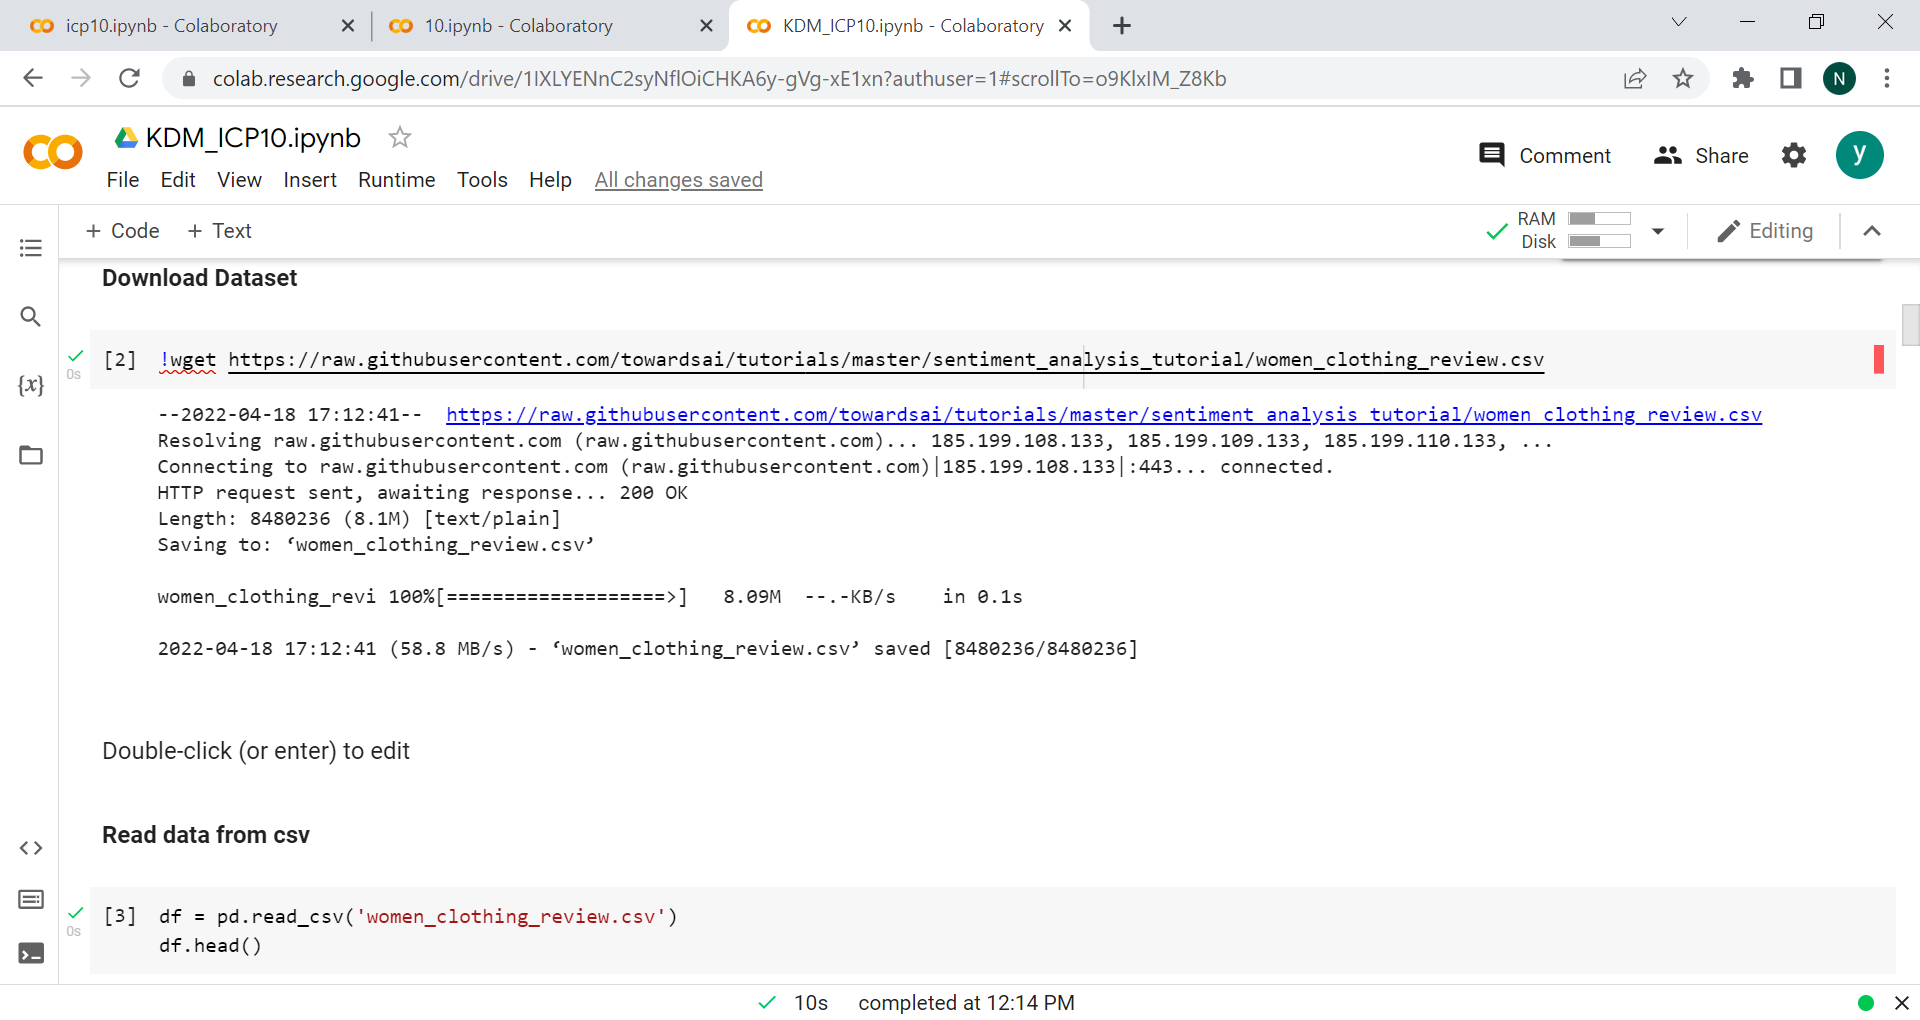 icp10.ipynb - Colaboratory
10.ipynb - Colaboratory
KDM_ICP10.ipynb - Colaboratory
colab.research.google.com/drive/1IXLYENnC2syNflOiCHKA6y-gVg-xE1xn?authuser=1#scrollTo=o9KlxIM_Z8Kb
N
KDM_ICP10.ipynb
Comment
Share
y
File Edit View Insert Runtime Tools Help All changes saved
+ Code + Text
RAM
Disk
Editing
Download Dataset
[2] !wget https://raw.githubusercontent.com/towardsai/tutorials/master/sentiment_analysis_tutorial/women_clothing_review.csv
0s
--2022-04-18 17:12:41-- https://raw.githubusercontent.com/towardsai/tutorials/master/sentiment_analysis_tutorial/women_clothing_review.csv
Resolving raw.githubusercontent.com (raw.githubusercontent.com)... 185.199.108.133, 185.199.109.133, 185.199.110.133, ...
Connecting to raw.githubusercontent.com (raw.githubusercontent.com)|185.199.108.133|:443... connected.
HTTP request sent, awaiting response... 200 OK
Length: 8480236 (8.1M) [text/plain]
Saving to: ‘women_clothing_review.csv’
women_clothing_revi 100%[===================>] 8.09M --.-KB/s in 0.1s
2022-04-18 17:12:41 (58.8 MB/s) - ‘women_clothing_review.csv’ saved [8480236/8480236]
Double-click (or enter) to edit
Read data from csv
{x}
[3] df = pd.read_csv('women_clothing_review.csv')
0s
df.head()
10s completed at 12:14 PM